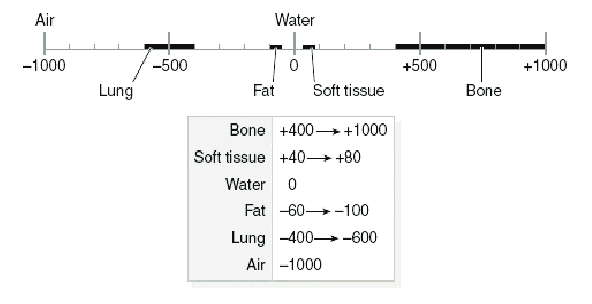 Air Water
−1000 −500 0 +500 +1000
Lung Fat Soft tissue Bone
Bone +400→+1000
Soft tissue +40→+80
Water 0
Fat −60→−100
Lung −400→−600
Air −1000